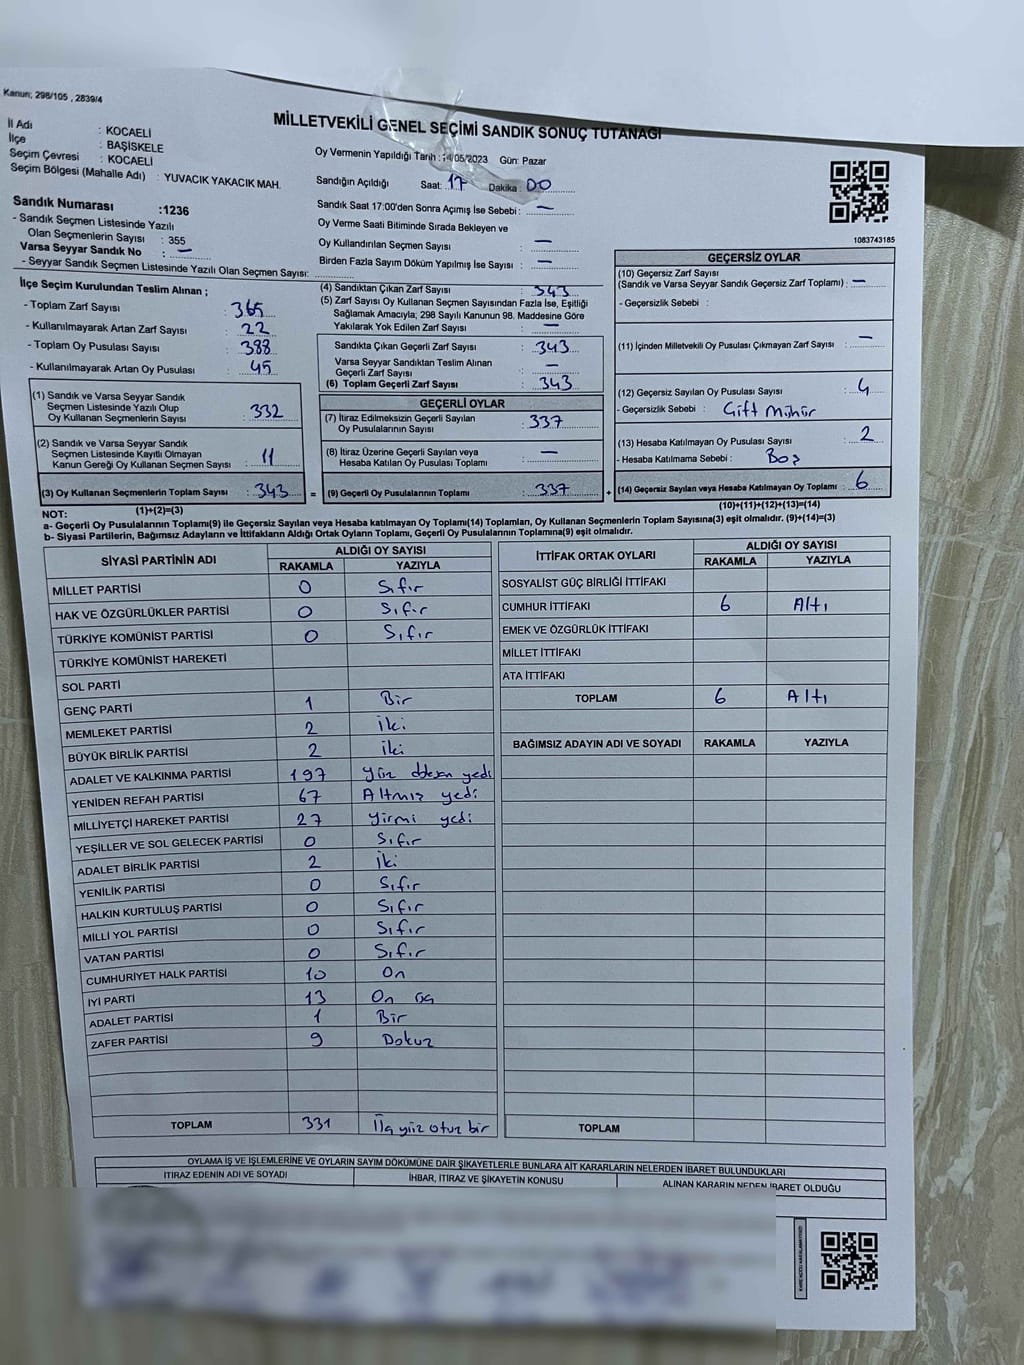 Kanun; 298/105 , 2839/4
MİLLETVEKİLİ GENEL SEÇİMİ SANDIK SONUÇ TUTANAĞI
İl Adı : KOCAELİ
İlçe : BAŞİSKELE
Seçim Çevresi : KOCAELİ
Seçim Bölgesi (Mahalle Adı) : YUVACIK YAKACIK MAH.
Sandık Numarası :1236
- Sandık Seçmen Listesinde Yazılı
Olan Seçmenlerin Sayısı : 355
Varsa Seyyar Sandık No : —
- Seyyar Sandık Seçmen Listesinde Yazılı Olan Seçmen Sayısı:
Oy Vermenin Yapıldığı Tarih : 14/05/2023 Gün: Pazar
Sandığın Açıldığı Saat: 17 Dakika : 00
Sandık Saat 17:00'den Sonra Açımış İse Sebebi : —
Oy Verme Saati Bitiminde Sırada Bekleyen ve
Oy Kullandırılan Seçmen Sayısı : —
Birden Fazla Sayım Döküm Yapılmış İse Sayısı : —
1083743185
İlçe Seçim Kurulundan Teslim Alınan ;
- Toplam Zarf Sayısı : 365
- Kullanılmayarak Artan Zarf Sayısı : 22
- Toplam Oy Pusulası Sayısı : 388
- Kullanılmayarak Artan Oy Pusulası : 45
(1) Sandık ve Varsa Seyyar Sandık
Seçmen Listesinde Yazılı Olup
Oy Kullanan Seçmenlerin Sayısı : 332
(2) Sandık ve Varsa Seyyar Sandık
Seçmen Listesinde Kayıtlı Olmayan
Kanun Gereği Oy Kullanan Seçmen Sayısı : 11
(3) Oy Kullanan Seçmenlerin Toplam Sayısı : 343
(1)+(2)=(3)
(4) Sandıktan Çıkan Zarf Sayısı : 343
(5) Zarf Sayısı Oy Kullanan Seçmen Sayısından Fazla İse, Eşitliği
Sağlamak Amacıyla; 298 Sayılı Kanunun 98. Maddesine Göre
Yakılarak Yok Edilen Zarf Sayısı : —
Sandıkta Çıkan Geçerli Zarf Sayısı : 343
Varsa Seyyar Sandıktan Teslim Alınan
Geçerli Zarf Sayısı : —
(6) Toplam Geçerli Zarf Sayısı : 343
GEÇERLİ OYLAR
(7) İtiraz Edilmeksizin Geçerli Sayılan
Oy Pusulalarının Sayısı : 337
(8) İtiraz Üzerine Geçerli Sayılan veya
Hesaba Katılan Oy Pusulası Toplamı : —
= (9) Geçerli Oy Pusulalarının Toplamı : 337 +
GEÇERSİZ OYLAR
(10) Geçersiz Zarf Sayısı
(Sandık ve Varsa Seyyar Sandık Geçersiz Zarf Toplamı) : —
- Geçersizlik Sebebi :
(11) İçinden Milletvekili Oy Pusulası Çıkmayan Zarf Sayısı : —
(12) Geçersiz Sayılan Oy Pusulası Sayısı : 4
- Geçersizlik Sebebi : Çift Mühür
(13) Hesaba Katılmayan Oy Pusulası Sayısı : 2
- Hesaba Katılmama Sebebi : Boş
(14) Geçersiz Sayılan veya Hesaba Katılmayan Oy Toplamı : 6
(10)+(11)+(12)+(13)=(14)
NOT:
a- Geçerli Oy Pusulalarının Toplamı(9) ile Geçersiz Sayılan veya Hesaba katılmayan Oy Toplamı(14) Toplamları, Oy Kullanan Seçmenlerin Toplam Sayısına(3) eşit olmalıdır. (9)+(14)=(3)
b- Siyasi Partilerin, Bağımsız Adayların ve İttifakların Aldığı Ortak Oyların Toplamı, Geçerli Oy Pusulalarının Toplamına(9) eşit olmalıdır.
SİYASİ PARTİNİN ADI ALDIĞI OY SAYISI
RAKAMLA YAZIYLA
MİLLET PARTİSİ 0 Sıfır
HAK VE ÖZGÜRLÜKLER PARTİSİ 0 Sıfır
TÜRKİYE KOMÜNİST PARTİSİ 0 Sıfır
TÜRKİYE KOMÜNİST HAREKETİ
SOL PARTİ
GENÇ PARTİ 1 Bir
MEMLEKET PARTİSİ 2 İki
BÜYÜK BİRLİK PARTİSİ 2 İki
ADALET VE KALKINMA PARTİSİ 197 Yüz doksan yedi
YENİDEN REFAH PARTİSİ 67 Altmış yedi
MİLLİYETÇİ HAREKET PARTİSİ 27 Yirmi yedi
YEŞİLLER VE SOL GELECEK PARTİSİ 0 Sıfır
ADALET BİRLİK PARTİSİ 2 İki
YENİLİK PARTİSİ 0 Sıfır
HALKIN KURTULUŞ PARTİSİ 0 Sıfır
MİLLİ YOL PARTİSİ 0 Sıfır
VATAN PARTİSİ 0 Sıfır
CUMHURİYET HALK PARTİSİ 10 On
İYİ PARTİ 13 On üç
ADALET PARTİSİ 1 Bir
ZAFER PARTİSİ 9 Dokuz
TOPLAM 331 Üç yüz otuz bir
İTTİFAK ORTAK OYLARI ALDIĞI OY SAYISI
RAKAMLA YAZIYLA
SOSYALİST GÜÇ BİRLİĞİ İTTİFAKI
CUMHUR İTTİFAKI 6 Altı
EMEK VE ÖZGÜRLÜK İTTİFAKI
MİLLET İTTİFAKI
ATA İTTİFAKI
TOPLAM 6 Altı
BAĞIMSIZ ADAYIN ADI VE SOYADI RAKAMLA YAZIYLA
TOPLAM
OYLAMA İŞ VE İŞLEMLERİNE VE OYLARIN SAYIM DÖKÜMÜNE DAİR ŞİKAYETLERLE BUNLARA AİT KARARLARIN NELERDEN İBARET BULUNDUKLARI
İTİRAZ EDENİN ADI VE SOYADI İHBAR, İTİRAZ VE ŞİKAYETİN KONUSU ALINAN KARARIN NEDEN İBARET OLDUĞU